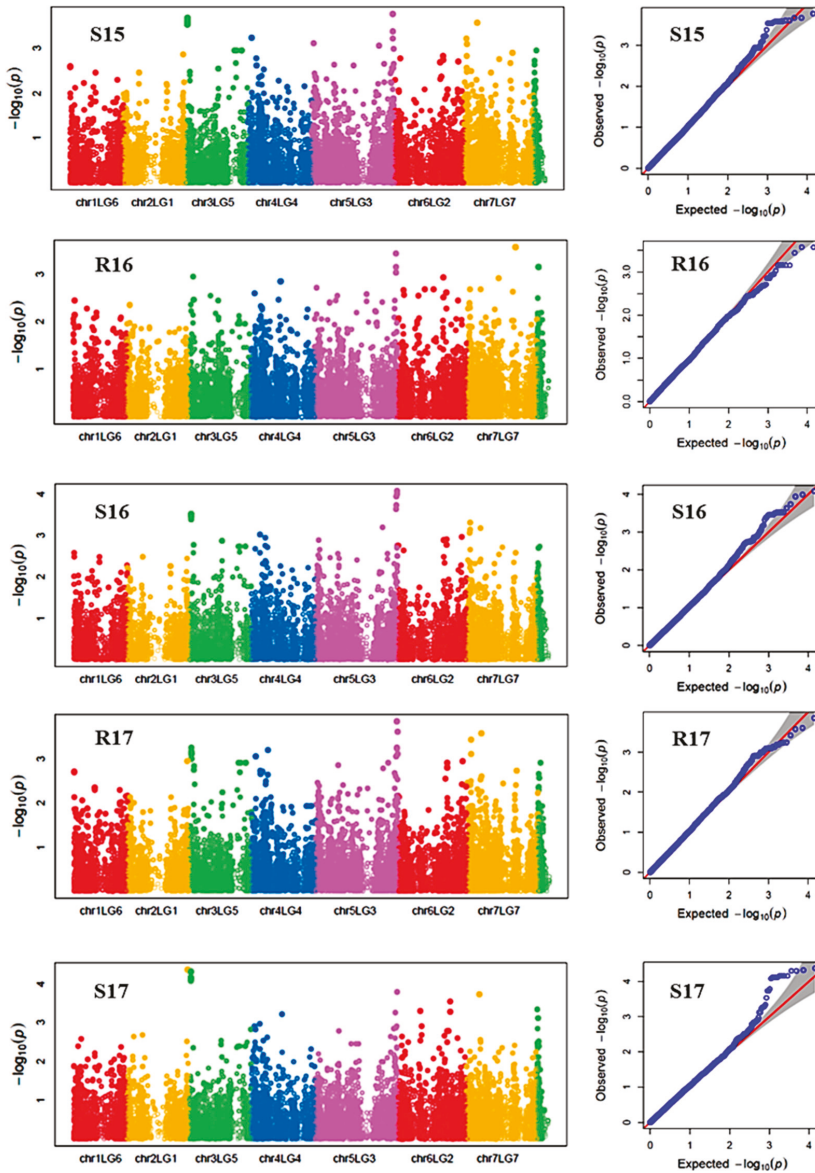 S15
−log10(p)
3
2
1
chr1LG6 chr2LG1 chr3LG5 chr4LG4 chr5LG3 chr6LG2 chr7LG7
S15
Observed −log10(p)
3
2
1
0
0 1 2 3 4
Expected −log10(p)
R16
−log10(p)
3
2
1
chr1LG6 chr2LG1 chr3LG5 chr4LG4 chr5LG3 chr6LG2 chr7LG7
R16
Observed −log10(p)
3.0
2.0
1.0
0.0
0 1 2 3 4
Expected −log10(p)
S16
−log10(p)
4
3
2
1
chr1LG6 chr2LG1 chr3LG5 chr4LG4 chr5LG3 chr6LG2 chr7LG7
S16
Observed −log10(p)
4
3
2
1
0
0 1 2 3 4
Expected −log10(p)
R17
−log10(p)
3
2
1
chr1LG6 chr2LG1 chr3LG5 chr4LG4 chr5LG3 chr6LG2 chr7LG7
R17
Observed −log10(p)
3
2
1
0
0 1 2 3 4
Expected −log10(p)
S17
−log10(p)
4
3
2
1
chr1LG6 chr2LG1 chr3LG5 chr4LG4 chr5LG3 chr6LG2 chr7LG7
S17
Observed −log10(p)
4
3
2
1
0
0 1 2 3 4
Expected −log10(p)